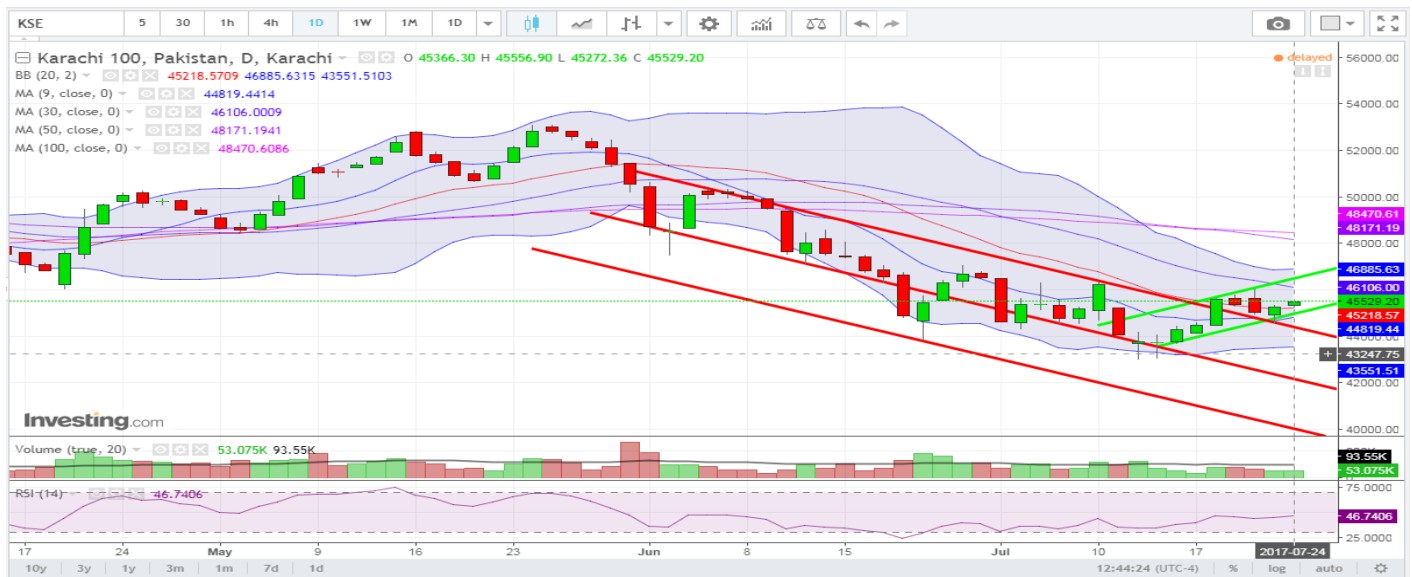 KSE 5 30 1h 4h 1D 1W 1M 1D
Karachi 100, Pakistan, D, Karachi O 45366.30 H 45556.90 L 45272.36 C 45529.20
delayed
BB (20, 2) 45218.5709 46885.6315 43551.5103
MA (9, close, 0) 44819.4414
MA (30, close, 0) 46106.0009
MA (50, close, 0) 48171.1941
MA (100, close, 0) 48470.6086
56000.00
54000.00
52000.00
50000.00
48470.61
48171.19
48000.00
46885.63
46106.00
45529.20
45218.57
44819.44
44000.00
43247.75
43551.51
42000.00
40000.00
Investing.com
Volume (true, 20) 53.075K 93.55K
93.55K
53.075K
RSI (14) 46.7406
75.0000
46.7406
25.0000
17 24 May 9 16 23 Jun 8 15 Jul 10 17 2017-07-24
10y 3y 1y 3m 1m 7d 1d 12:44:24 (UTC-4) % log auto